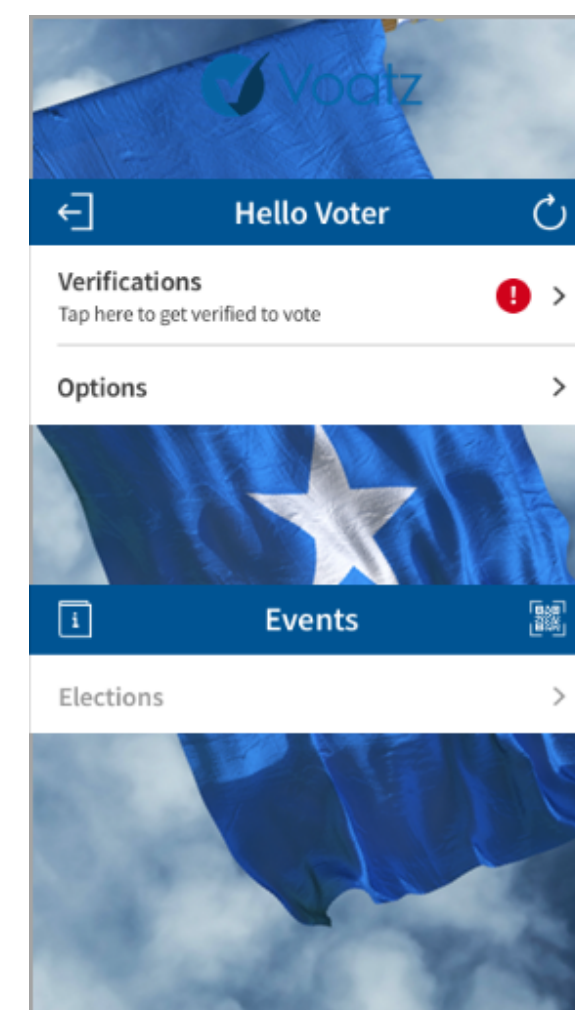 Voatz
Hello Voter
Verifications
Tap here to get verified to vote
!
Options
i
Events
Elections